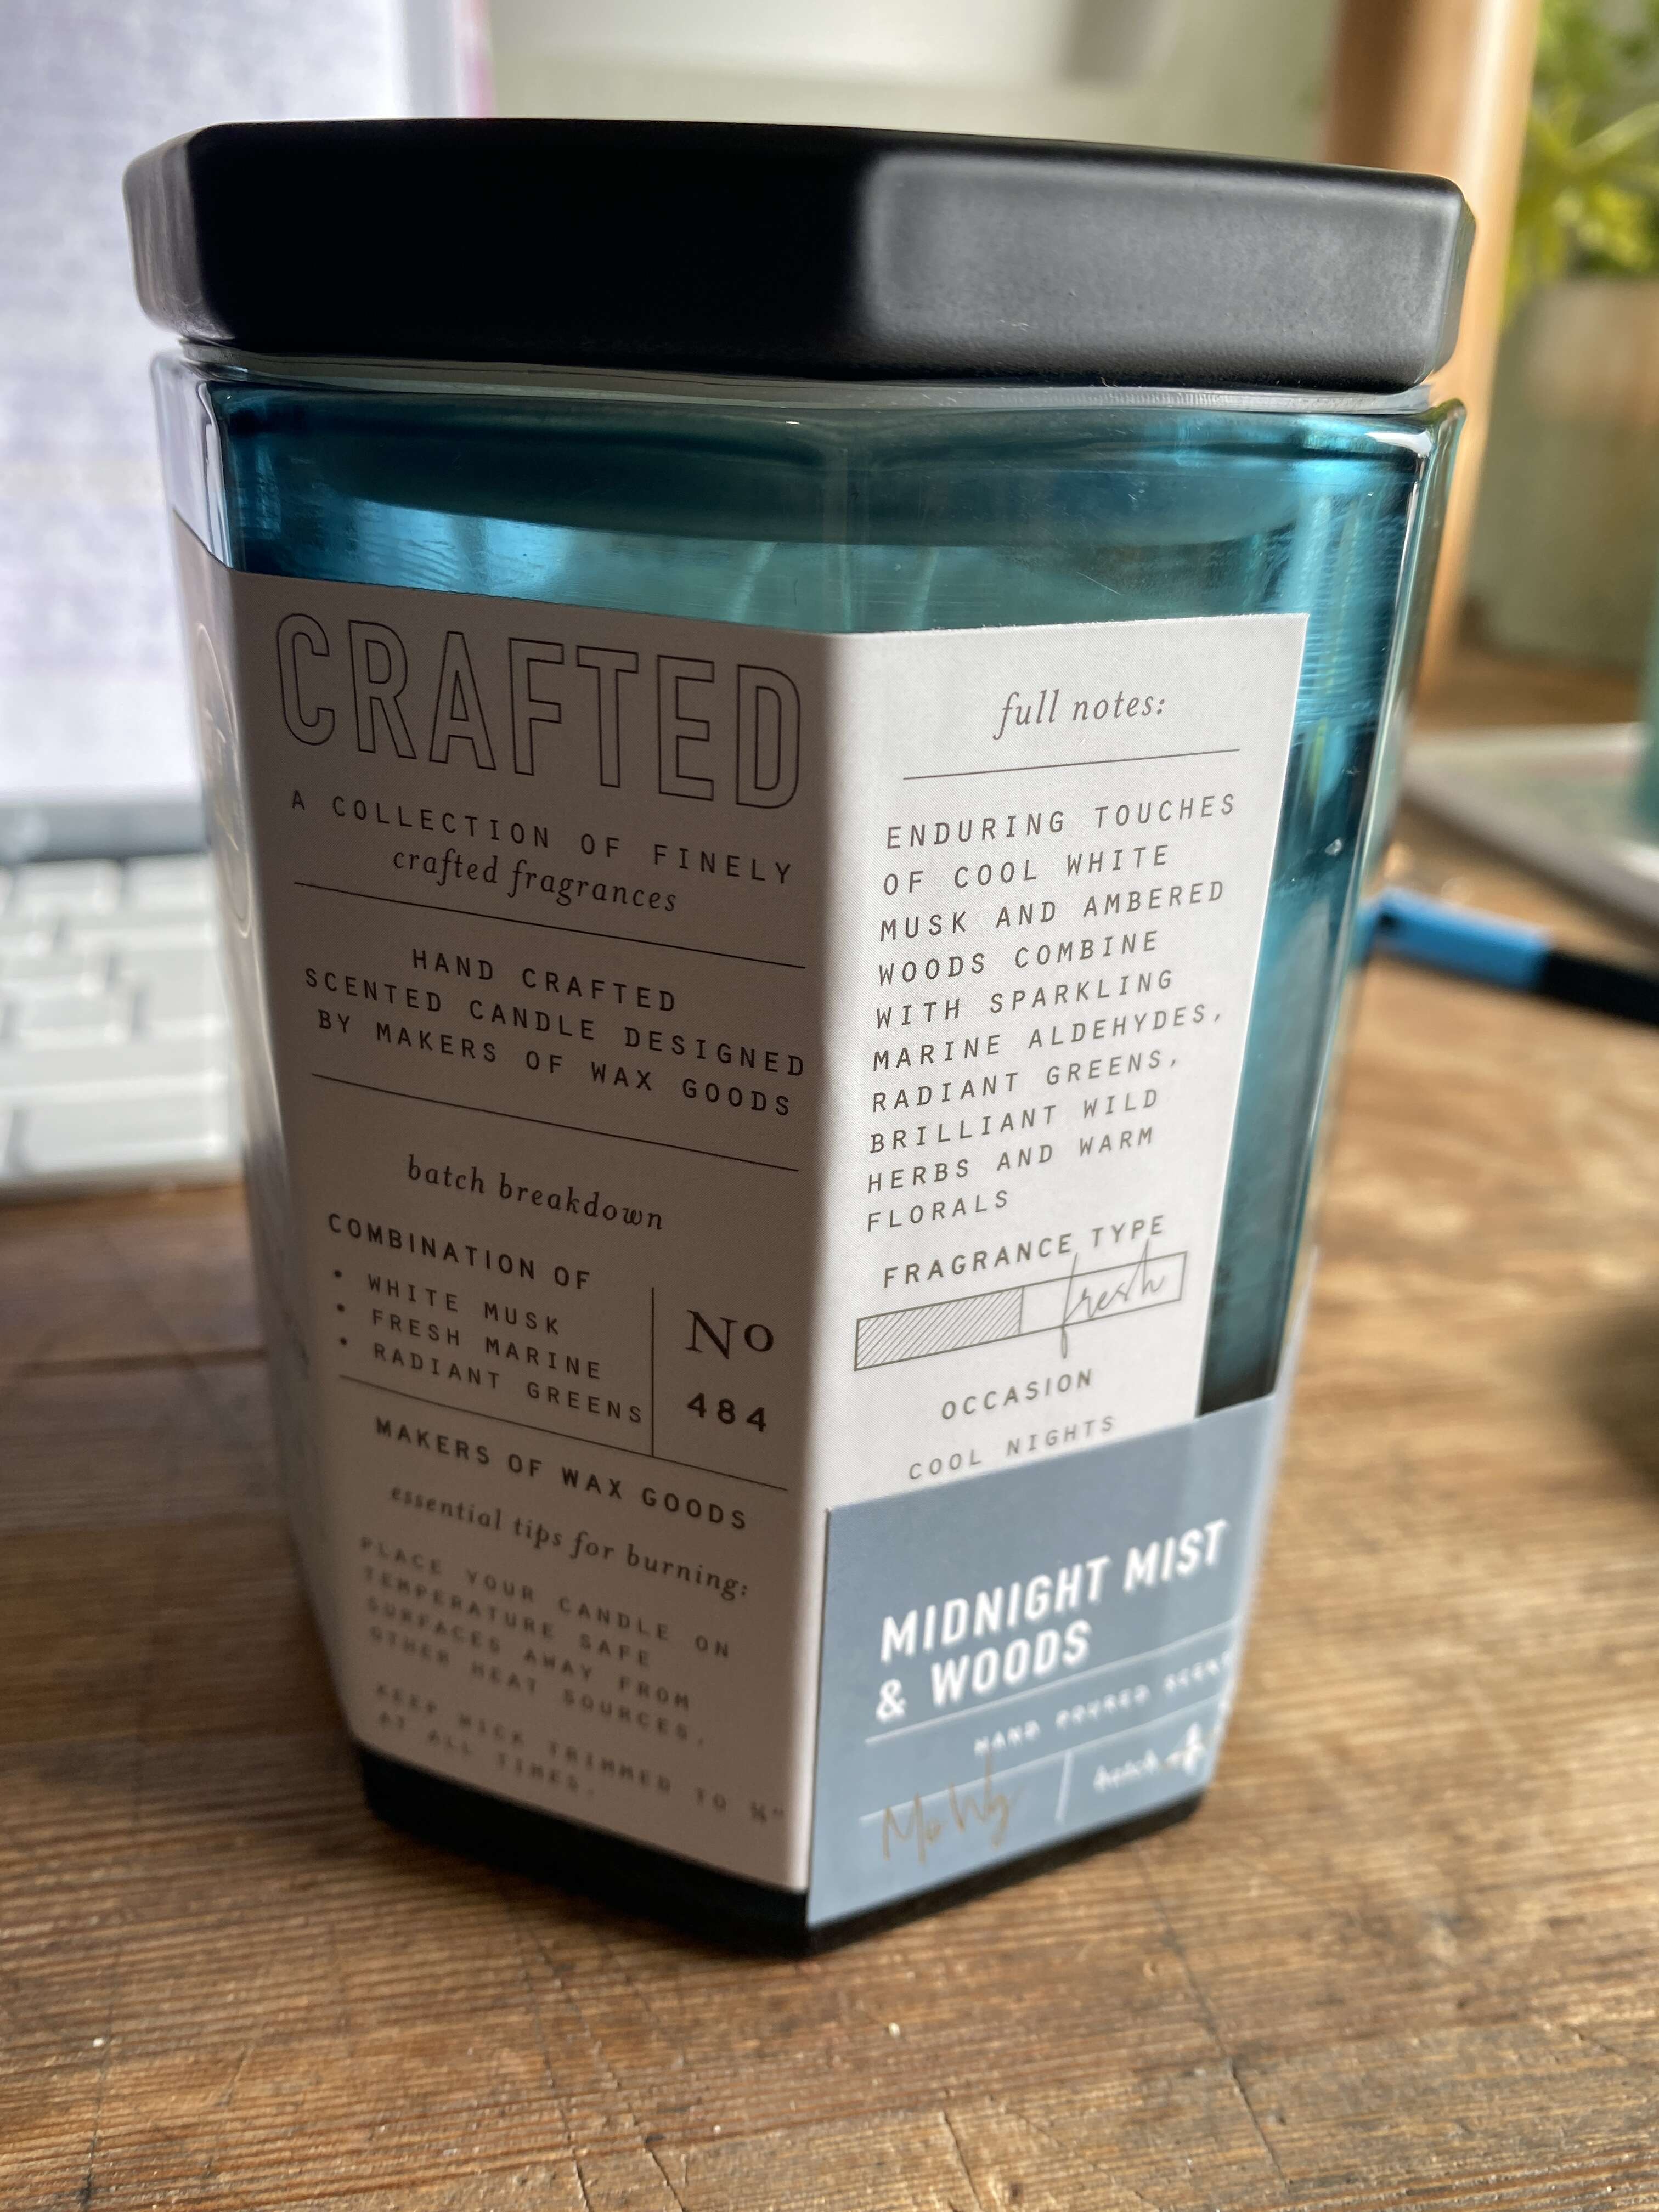 CRAFTED
A COLLECTION OF FINELY
crafted fragrances
HAND CRAFTED
SCENTED CANDLE DESIGNED
BY MAKERS OF WAX GOODS
batch breakdown
COMBINATION OF
• WHITE MUSK
• FRESH MARINE
• RADIANT GREENS
No
484
MAKERS OF WAX GOODS
essential tips for burning:
PLACE YOUR CANDLE ON
TEMPERATURE SAFE
SURFACES AWAY FROM
OTHER HEAT SOURCES.
KEEP WICK TRIMMED TO ¼"
AT ALL TIMES.
full notes:
ENDURING TOUCHES
OF COOL WHITE
MUSK AND AMBERED
WOODS COMBINE
WITH SPARKLING
MARINE ALDEHYDES,
RADIANT GREENS,
BRILLIANT WILD
HERBS AND WARM
FLORALS
FRAGRANCE TYPE
fresh
OCCASION
COOL NIGHTS
MIDNIGHT MIST
& WOODS
HAND POURED SCENT
batch